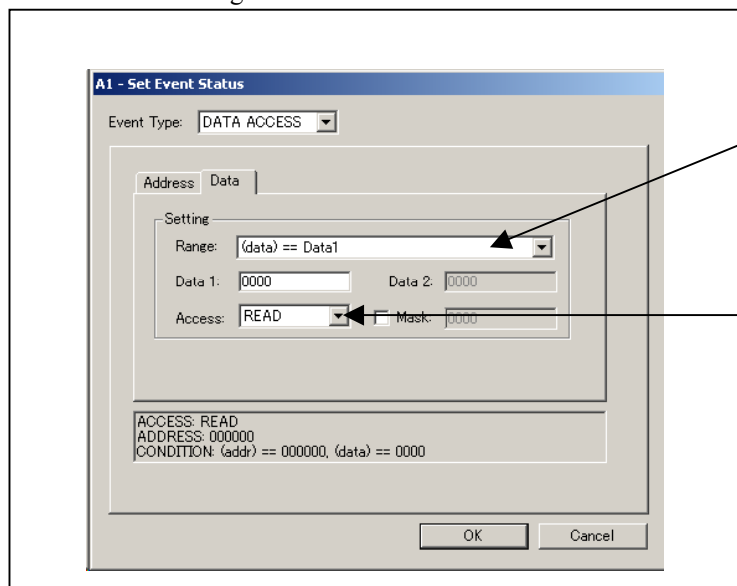 A1 - Set Event Status
Event Type: DATA ACCESS
Address Data
Setting
Range: (data) == Data1
Data 1: 0000 Data 2: 0000
Access: READ Mask: 0000
ACCESS: READ
ADDRESS: 000000
CONDITION: (addr) == 000000, (data) == 0000
OK Cancel